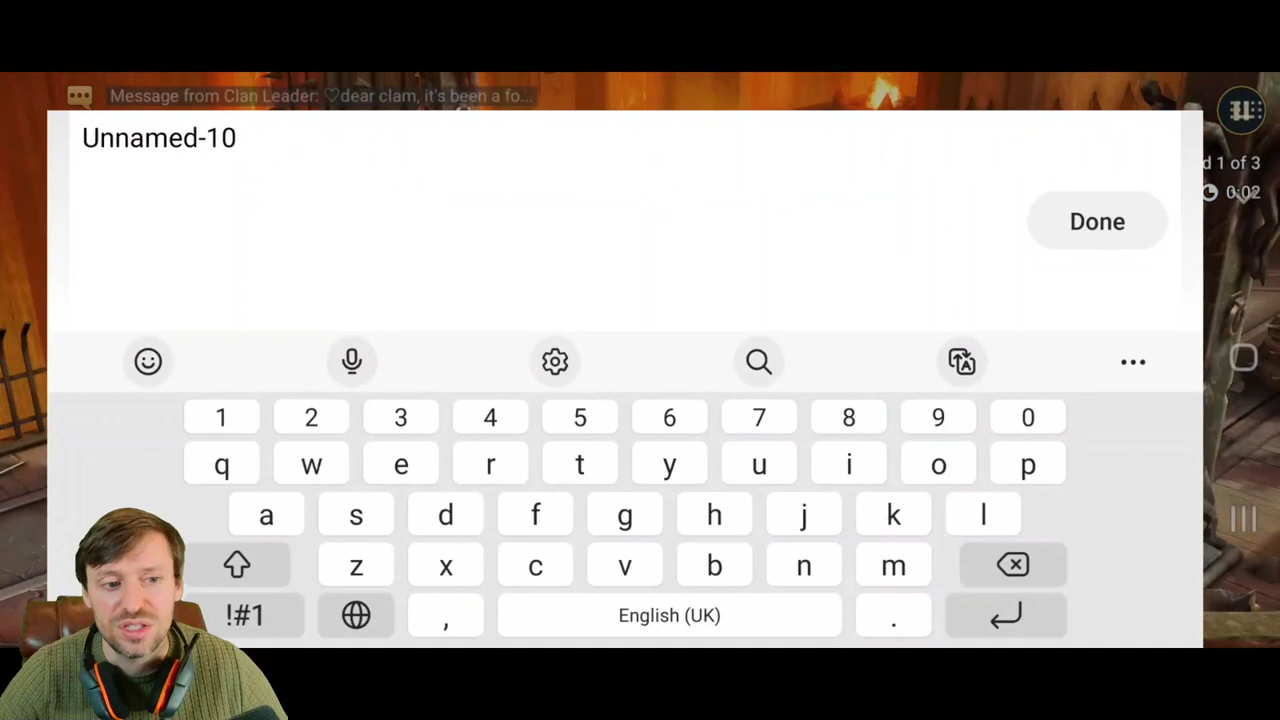 Message from Clan Leader: ♡dear clam, it's been a fo...
Unnamed-10
d 1 of 3
0:02
Done
1 2 3 4 5 6 7 8 9 0
q w e r t y u i o p
a s d f g h j k l
z x c v b n m
!#1 , English (UK) .